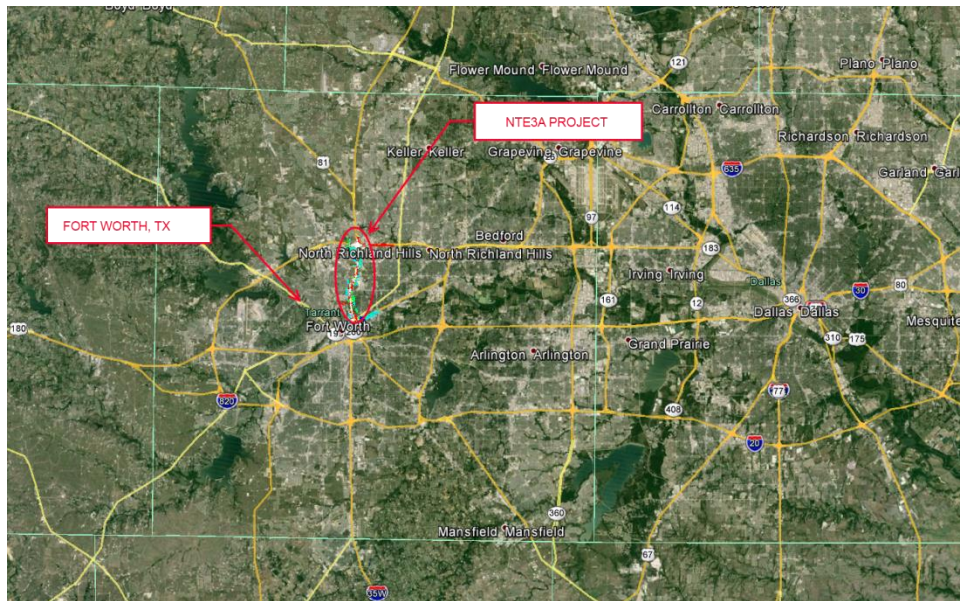 Boyd Boyd
121
Plano Plano
Flower Mound Flower Mound
Carrollton Carrollton
NTE3A PROJECT
Richardson Richardson
81
Keller Keller
Grapevine Grapevine
635
Garland Garl
114
97
FORT WORTH, TX
Bedford
183
North Richland Hills North Richland Hills
Irving Irving
Dallas
30
80
161
12
366
Tarrant
Dallas Dallas
180
Fort Worth
Mesquite
Grand Prairie
310
175
Arlington Arlington
77
820
408
20
360
Mansfield Mansfield
67
35W